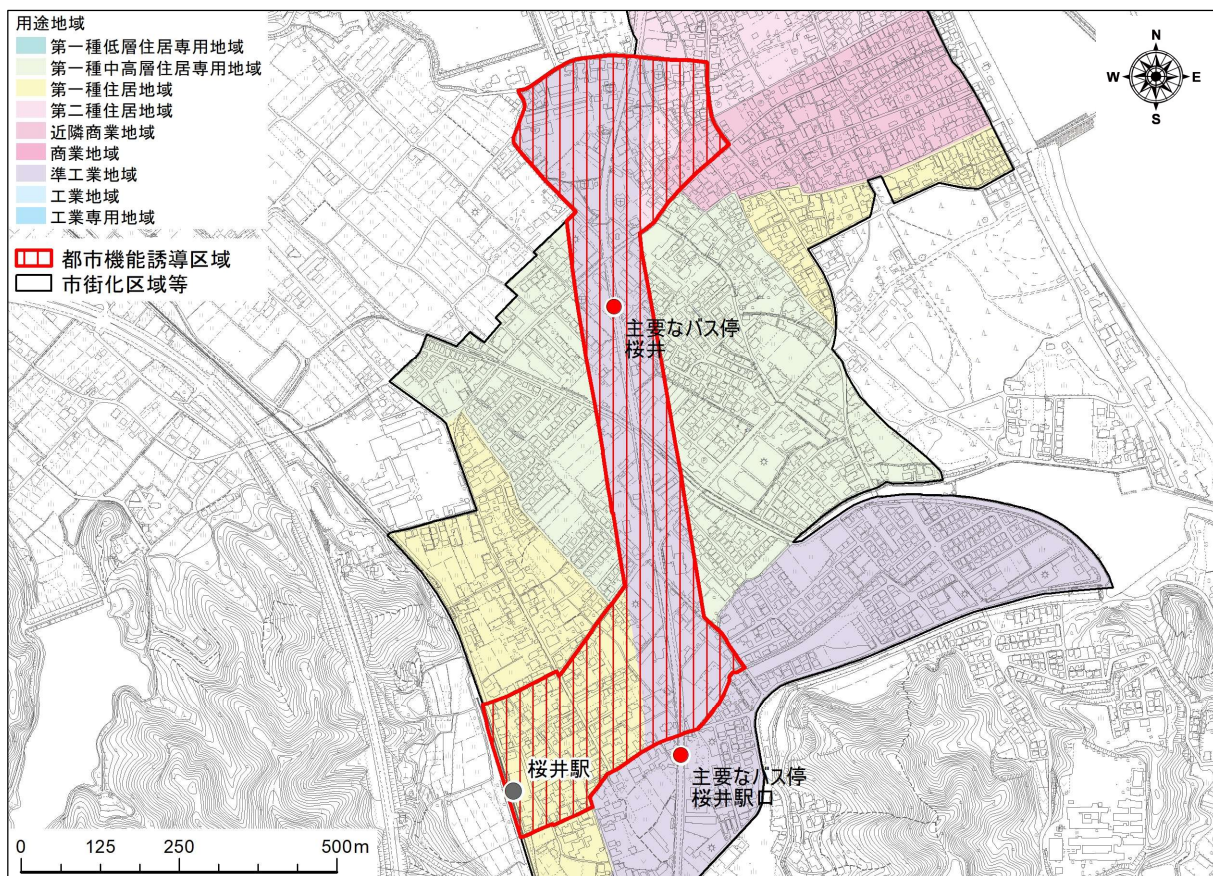 用途地域
第一種低層住居専用地域
第一種中高層住居専用地域
第一種住居地域
第二種住居地域
近隣商業地域
商業地域
準工業地域
工業地域
工業専用地域
都市機能誘導区域
市街化区域等
N
W
E
S
主要なバス停
桜井
桜井駅
主要なバス停
桜井駅口
0
125
250
500m